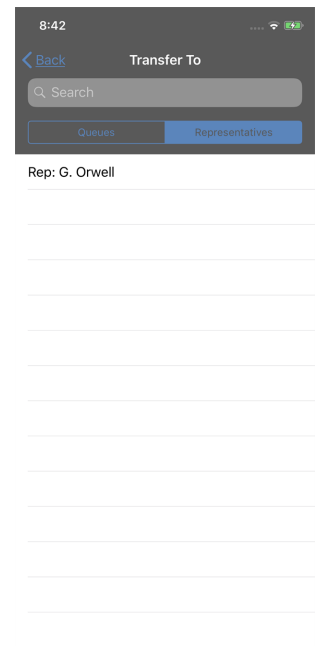 8:42
Back Transfer To
Search
Queues Representatives
Rep: G. Orwell